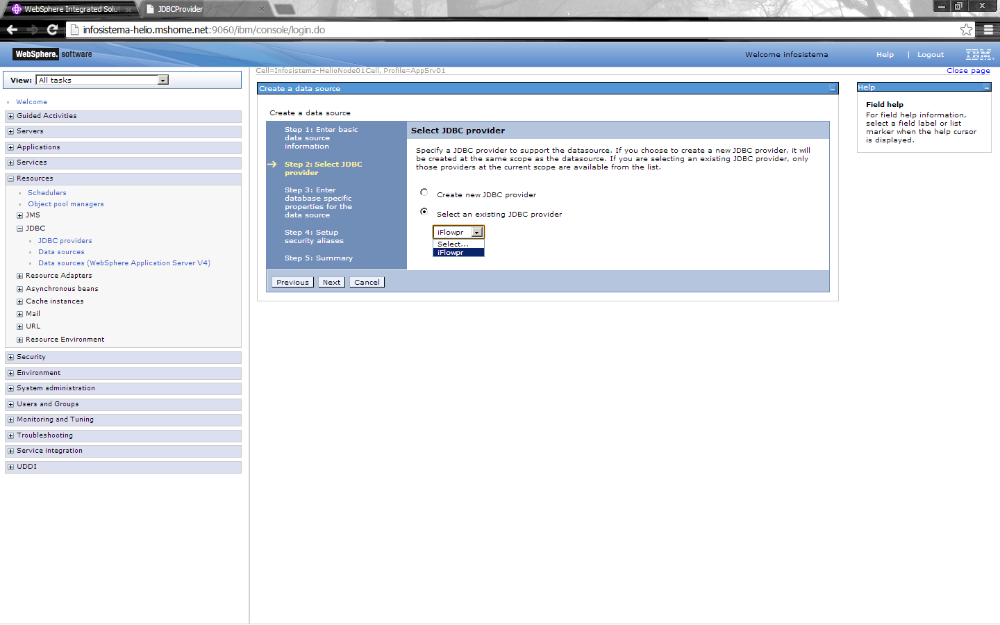 WebSphere Integrated Solut
JDBCProvider
infosistema-helio.mshome.net:9060/ibm/console/login.do
WebSphere. software
Welcome infosistema
Help | Logout
IBM.
View: All tasks
Cell=Infosistema-HelioNode01Cell, Profile=AppSrv01
Close page
Welcome
Guided Activities
Servers
Applications
Services
Resources
Schedulers
Object pool managers
JMS
JDBC
JDBC providers
Data sources
Data sources (WebSphere Application Server V4)
Resource Adapters
Asynchronous beans
Cache instances
Mail
URL
Resource Environment
Security
Environment
System administration
Users and Groups
Monitoring and Tuning
Troubleshooting
Service integration
UDDI
Create a data source
Create a data source
Step 1: Enter basic
data source
information
Step 2: Select JDBC
provider
Step 3: Enter
database specific
properties for the
data source
Step 4: Setup
security aliases
Step 5: Summary
Select JDBC provider
Specify a JDBC provider to support the datasource. If you choose to create a new JDBC provider, it will
be created at the same scope as the datasource. If you are selecting an existing JDBC provider, only
those providers at the current scope are available from the list.
Create new JDBC provider
Select an existing JDBC provider
iFlowpr
Select...
iFlowpr
Previous
Next
Cancel
Help
Field help
For field help information,
select a field label or list
marker when the help cursor
is displayed.